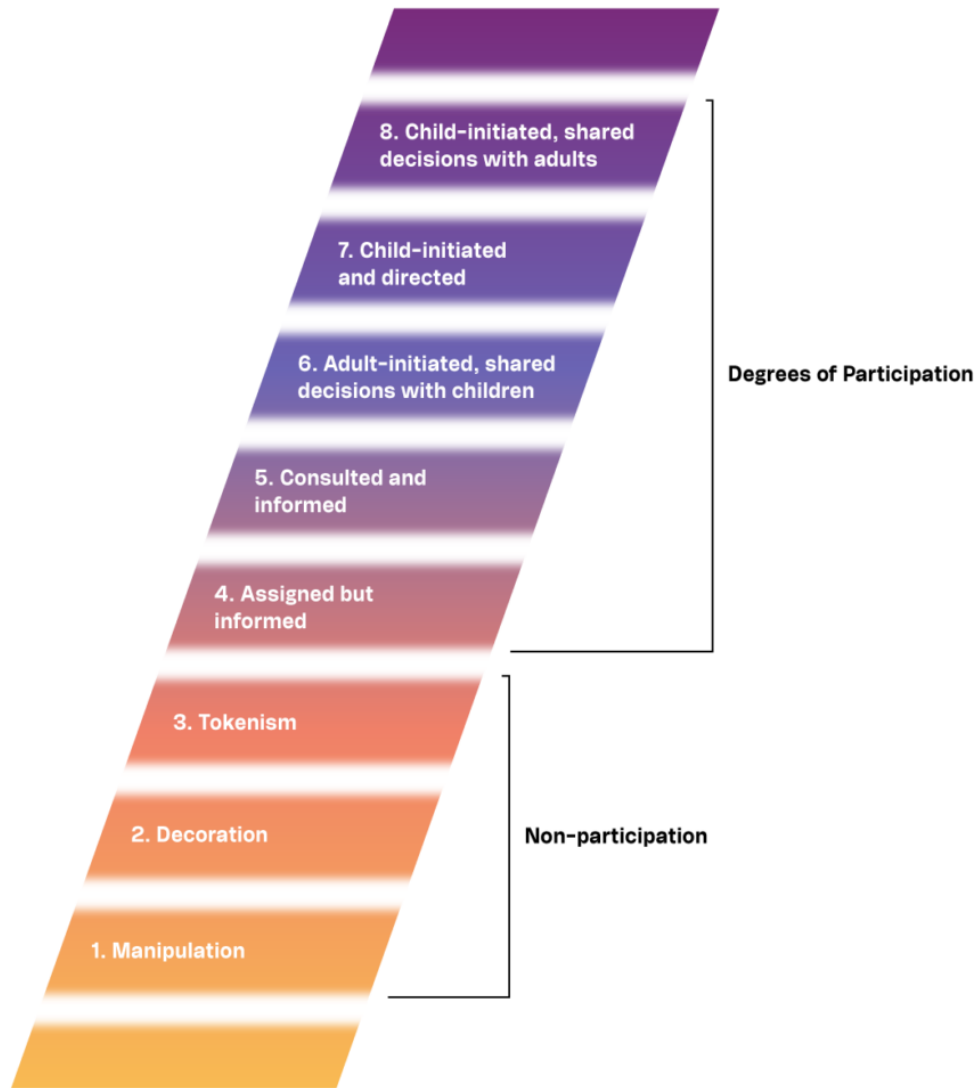 8. Child-initiated, shared
decisions with adults
7. Child-initiated
and directed
6. Adult-initiated, shared
decisions with children
Degrees of Participation
5. Consulted and
informed
4. Assigned but
informed
3. Tokenism
2. Decoration
Non-participation
1. Manipulation